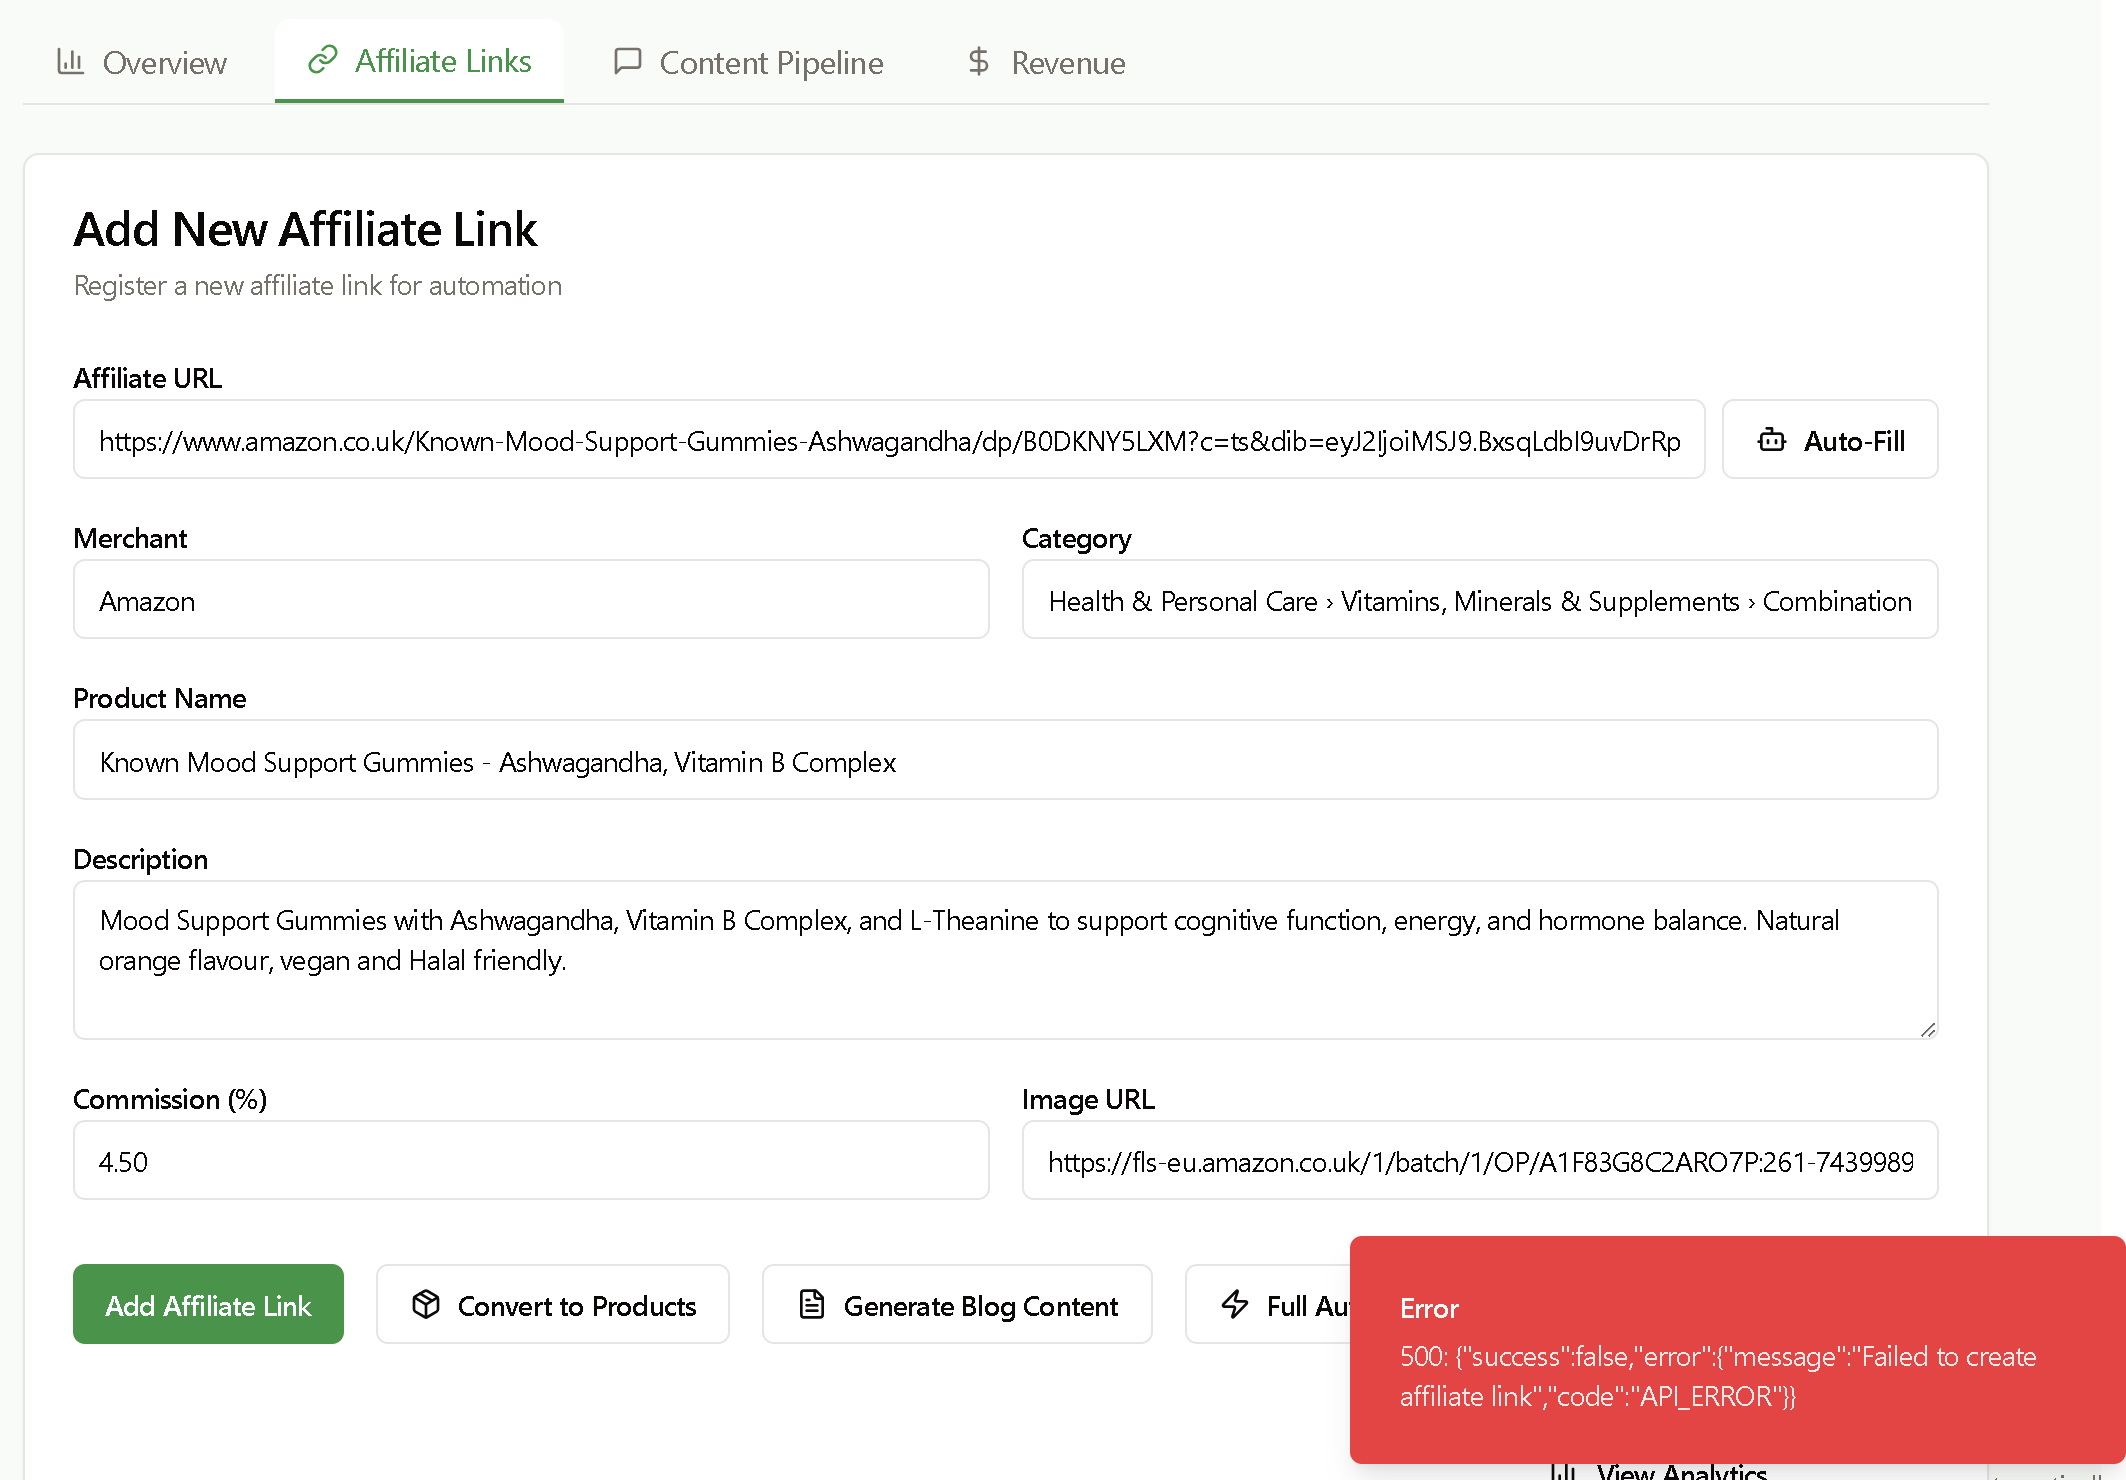 Overview
Affiliate Links
Content Pipeline
Revenue
Add New Affiliate Link
Register a new affiliate link for automation
Affiliate URL
https://www.amazon.co.uk/Known-Mood-Support-Gummies-Ashwagandha/dp/B0DKNY5LXM?c=ts&dib=eyJ2IjoiMSJ9.BxsqLdbI9uvDrRp
Auto-Fill
Merchant
Category
Amazon
Health & Personal Care › Vitamins, Minerals & Supplements › Combination
Product Name
Known Mood Support Gummies - Ashwagandha, Vitamin B Complex
Description
Mood Support Gummies with Ashwagandha, Vitamin B Complex, and L-Theanine to support cognitive function, energy, and hormone balance. Natural
orange flavour, vegan and Halal friendly.
Commission (%)
Image URL
4.50
https://fls-eu.amazon.co.uk/1/batch/1/OP/A1F83G8C2ARO7P:261-7439989
Add Affiliate Link
Convert to Products
Generate Blog Content
Full Au
Error
500: {"success":false,"error":{"message":"Failed to create
affiliate link","code":"API_ERROR"}}
View Analytics